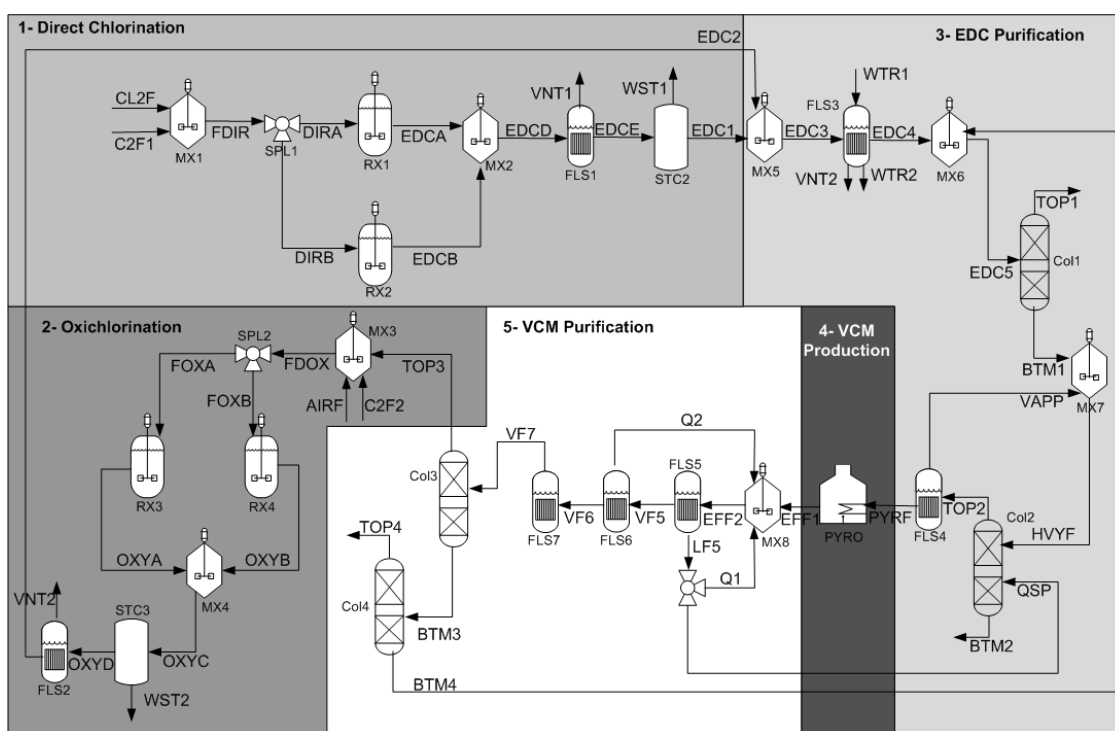 1- Direct Chlorination
EDC2
3- EDC Purification
CL2F
C2F1
MX1
FDIR
SPL1
DIRA
RX1
EDCA
MX2
EDCD
VNT1
FLS1
EDCE
WST1
STC2
EDC1
MX5
EDC3
FLS3
WTR1
EDC4
MX6
VNT2
WTR2
DIRB
RX2
EDCB
TOP1
Col1
EDC5
BTM1
MX7
VAPP
2- Oxichlorination
SPL2
MX3
FOXA
FDOX
TOP3
FOXB
AIRF
C2F2
RX3
RX4
OXYA
OXYB
MX4
VNT2
STC3
FLS2
OXYD
OXYC
WST2
5- VCM Purification
4- VCM
Production
Q2
VF7
Col3
FLS5
FLS7
VF6
FLS6
VF5
EFF2
MX8
EFF1
PYRO
PYRF
FLS4
TOP2
Col2
HVYF
QSP
BTM2
LF5
Q1
TOP4
Col4
BTM3
BTM4